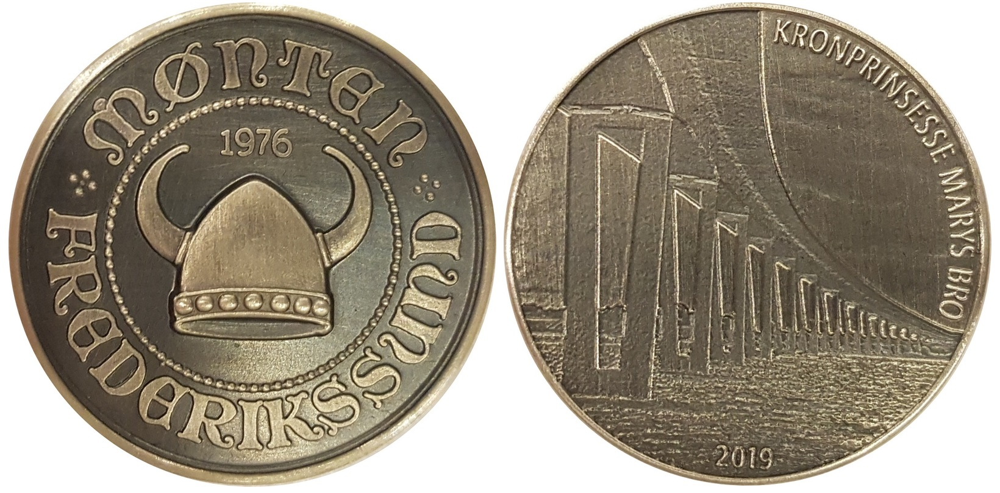 MØNTEN
1976
FREDERIKSSUND
KRONPRINSESSE MARYS BRO
2019